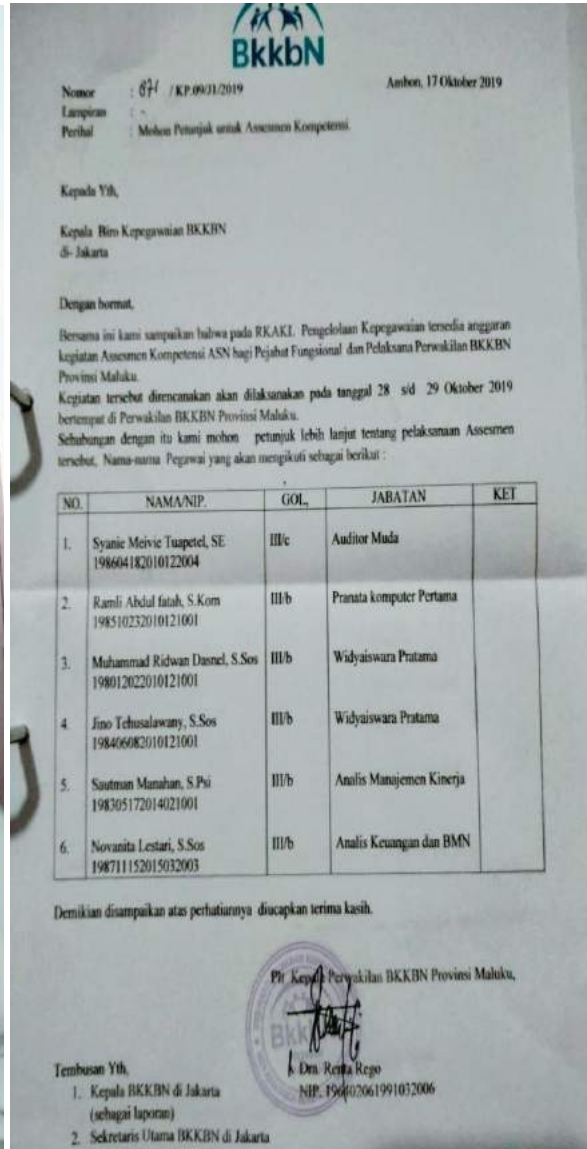 BkkbN
Nomor : 871 / KP.09/J1/2019 Ambon, 17 Oktober 2019
Lampiran : -
Perihal : Mohon Petunjuk untuk Assesmen Kompetensi.
Kepada Yth,
Kepala Biro Kepegawaian BKKBN
di- Jakarta
Dengan hormat,
Bersama ini kami sampaikan bahwa pada RKAKL Pengelolaan Kepegawaian tersedia anggaran
kegiatan Assesmen Kompetensi ASN bagi Pejabat Fungsional dan Pelaksana Perwakilan BKKBN
Provinsi Maluku.
Kegiatan tersebut direncanakan akan dilaksanakan pada tanggal 28 s/d 29 Oktober 2019
bertempat di Perwakilan BKKBN Provinsi Maluku.
Sehubungan dengan itu kami mohon petunjuk lebih lanjut tentang pelaksanaan Assesmen
tersebut, Nama-nama Pegawai yang akan mengikuti sebagai berikut :
NO. NAMA/NIP. GOL, JABATAN KET
1. Syanie Meivie Tuapetel, SE III/c Auditor Muda
198604182010122004
2. Ramli Abdul fatah, S.Kom III/b Pranata komputer Pertama
198510232010121001
3. Muhammad Ridwan Dasnel, S.Sos III/b Widyaiswara Pratama
198012022010121001
4. Jino Tehusalawany, S.Sos III/b Widyaiswara Pratama
198406082010121001
5. Sautman Manahan, S.Psi III/b Analis Manajemen Kinerja
198305172014021001
6. Novanita Lestari, S.Sos III/b Analis Keuangan dan BMN
198711152015032003
Demikian disampaikan atas perhatiannya diucapkan terima kasih.
Plt Kepala Perwakilan BKKBN Provinsi Maluku,
Dra. Renta Rego
NIP. 196402061991032006
Tembusan Yth,
1. Kepala BKKBN di Jakarta
(sebagai laporan)
2. Sekretaris Utama BKKBN di Jakarta